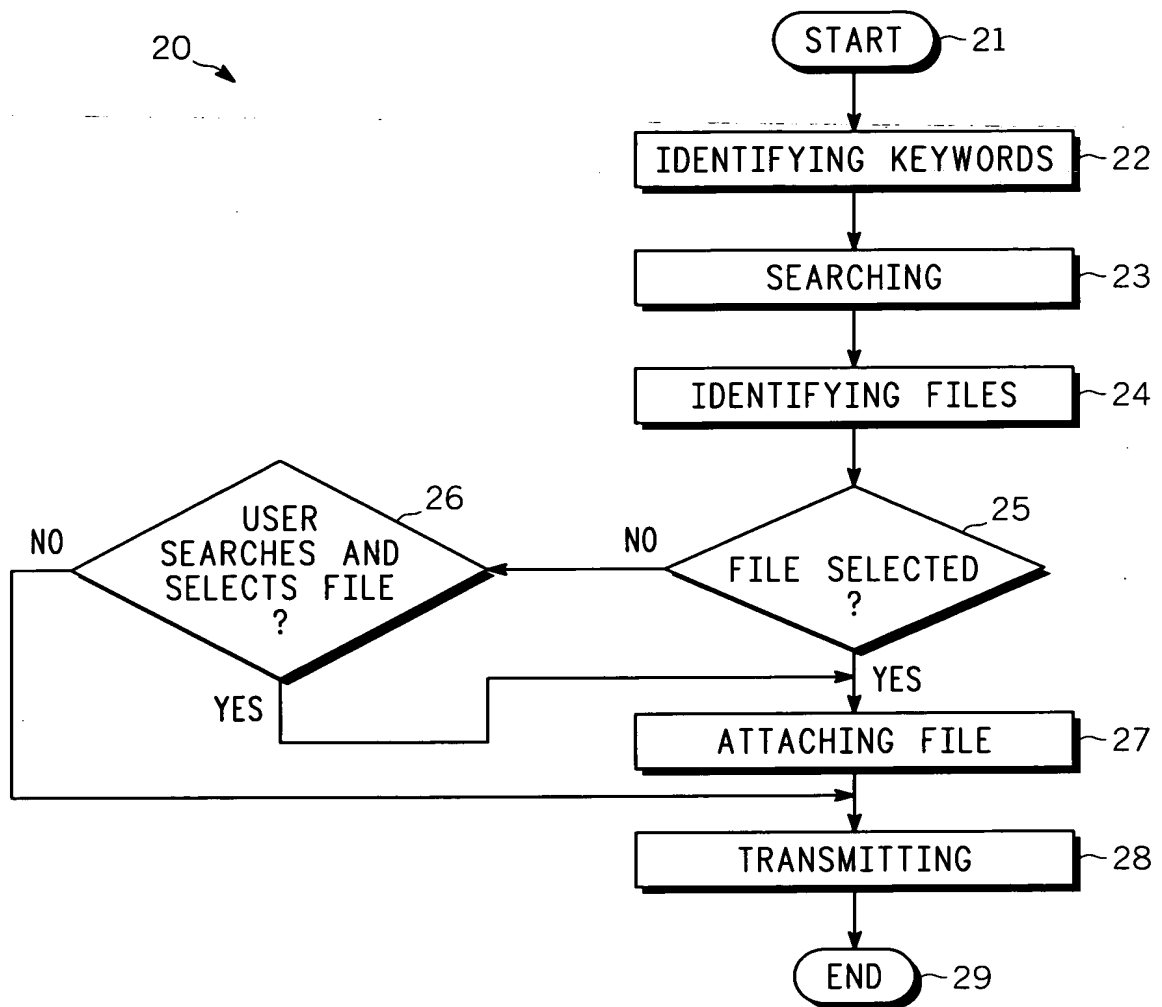 20
START
21
IDENTIFYING KEYWORDS
22
SEARCHING
23
IDENTIFYING FILES
24
25
FILE SELECTED
?
NO
YES
26
USER
SEARCHES AND
SELECTS FILE
?
NO
YES
ATTACHING FILE
27
TRANSMITTING
28
END
29